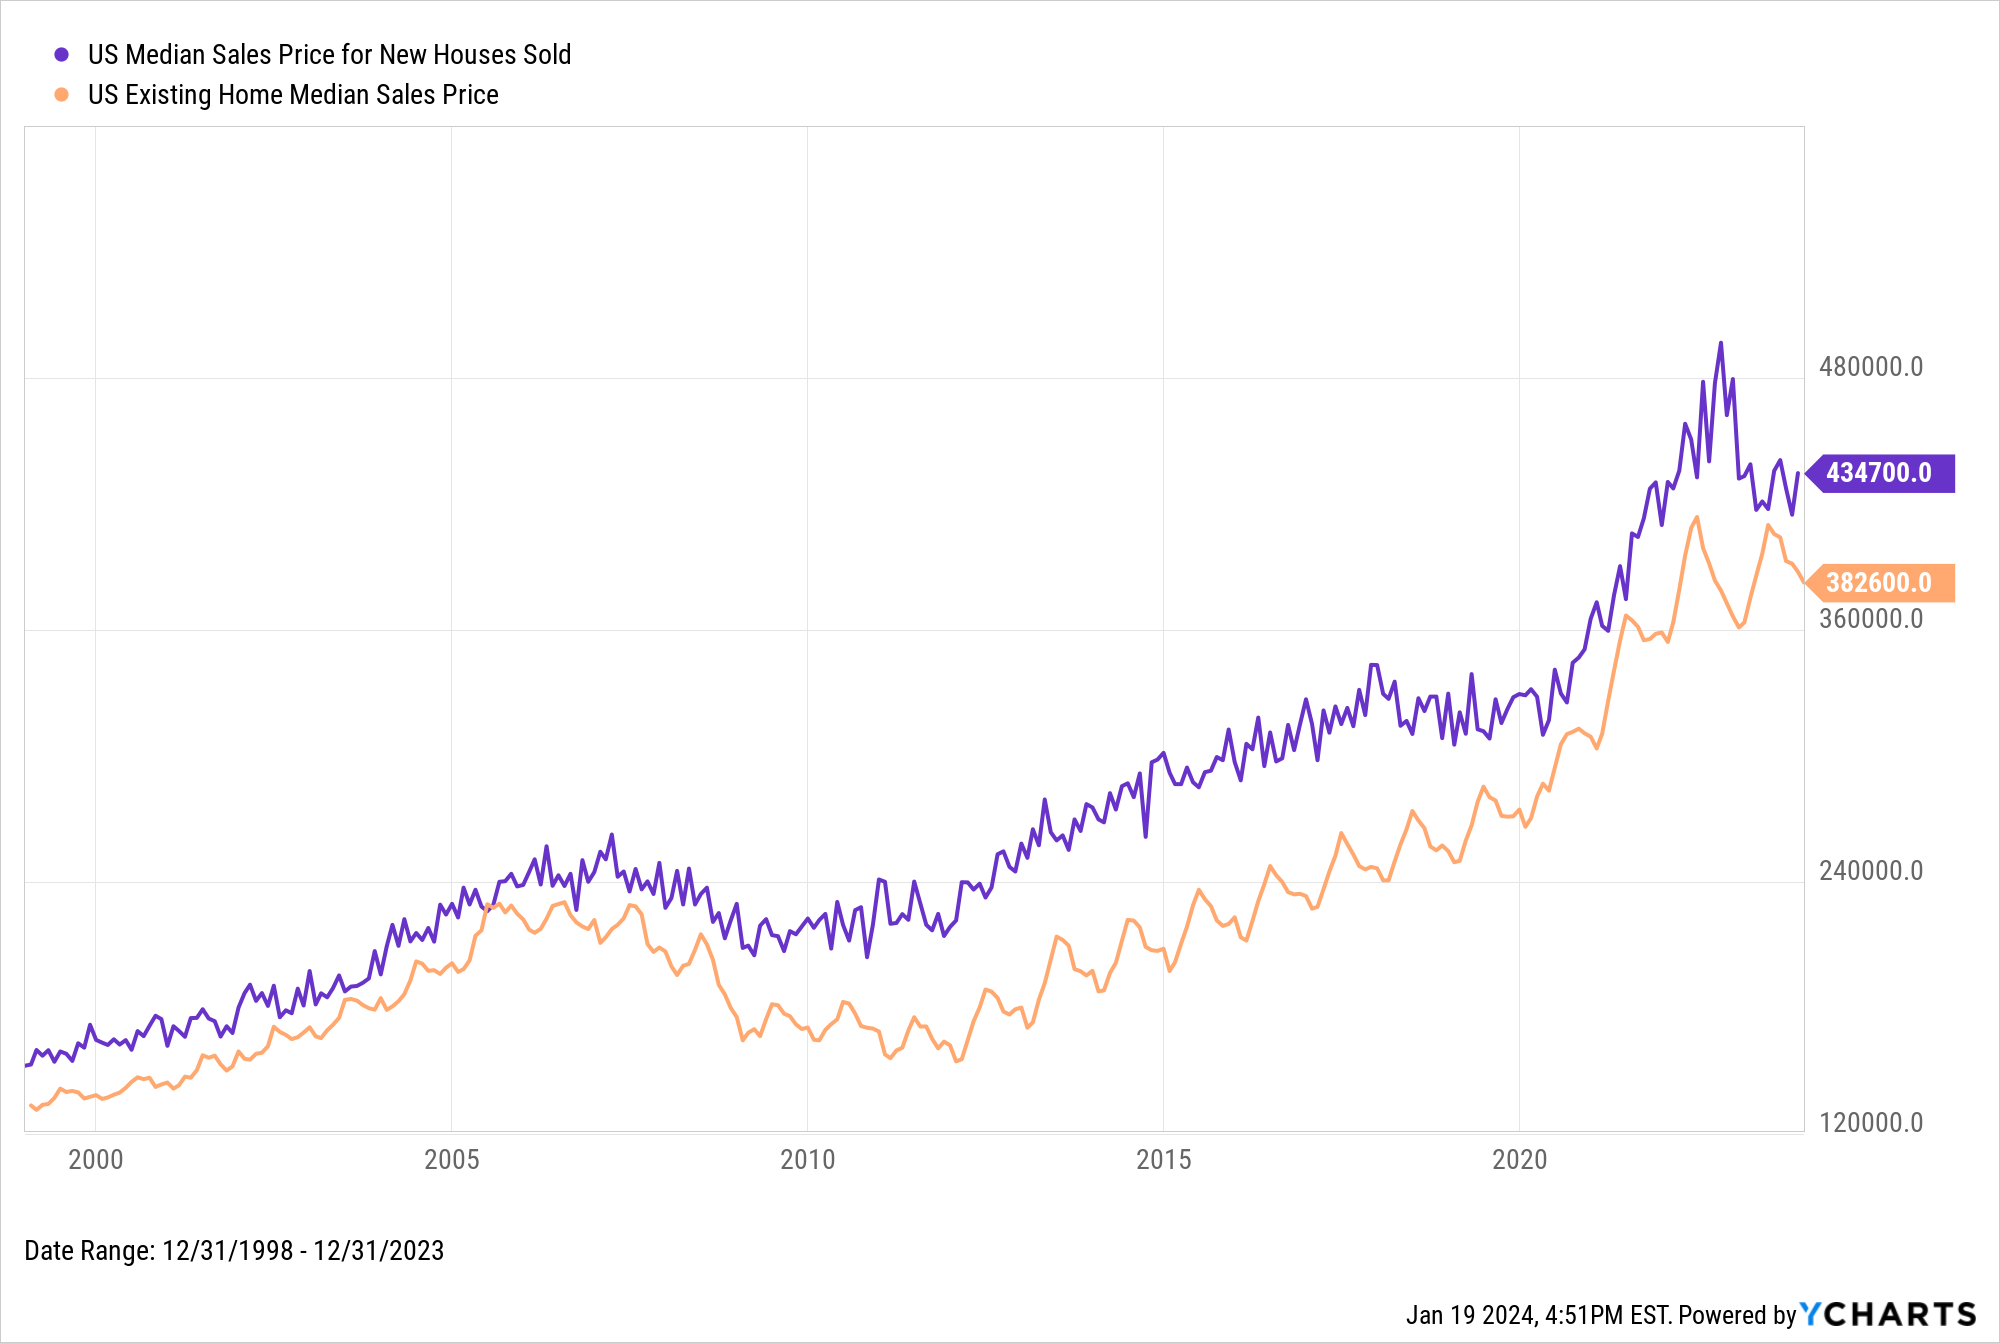 US Median Sales Price for New Houses Sold
US Existing Home Median Sales Price
480000.0
434700.0
382600.0
360000.0
240000.0
120000.0
2000 2005 2010 2015 2020
Date Range: 12/31/1998 - 12/31/2023
Jan 19 2024, 4:51PM EST. Powered by YCHARTS